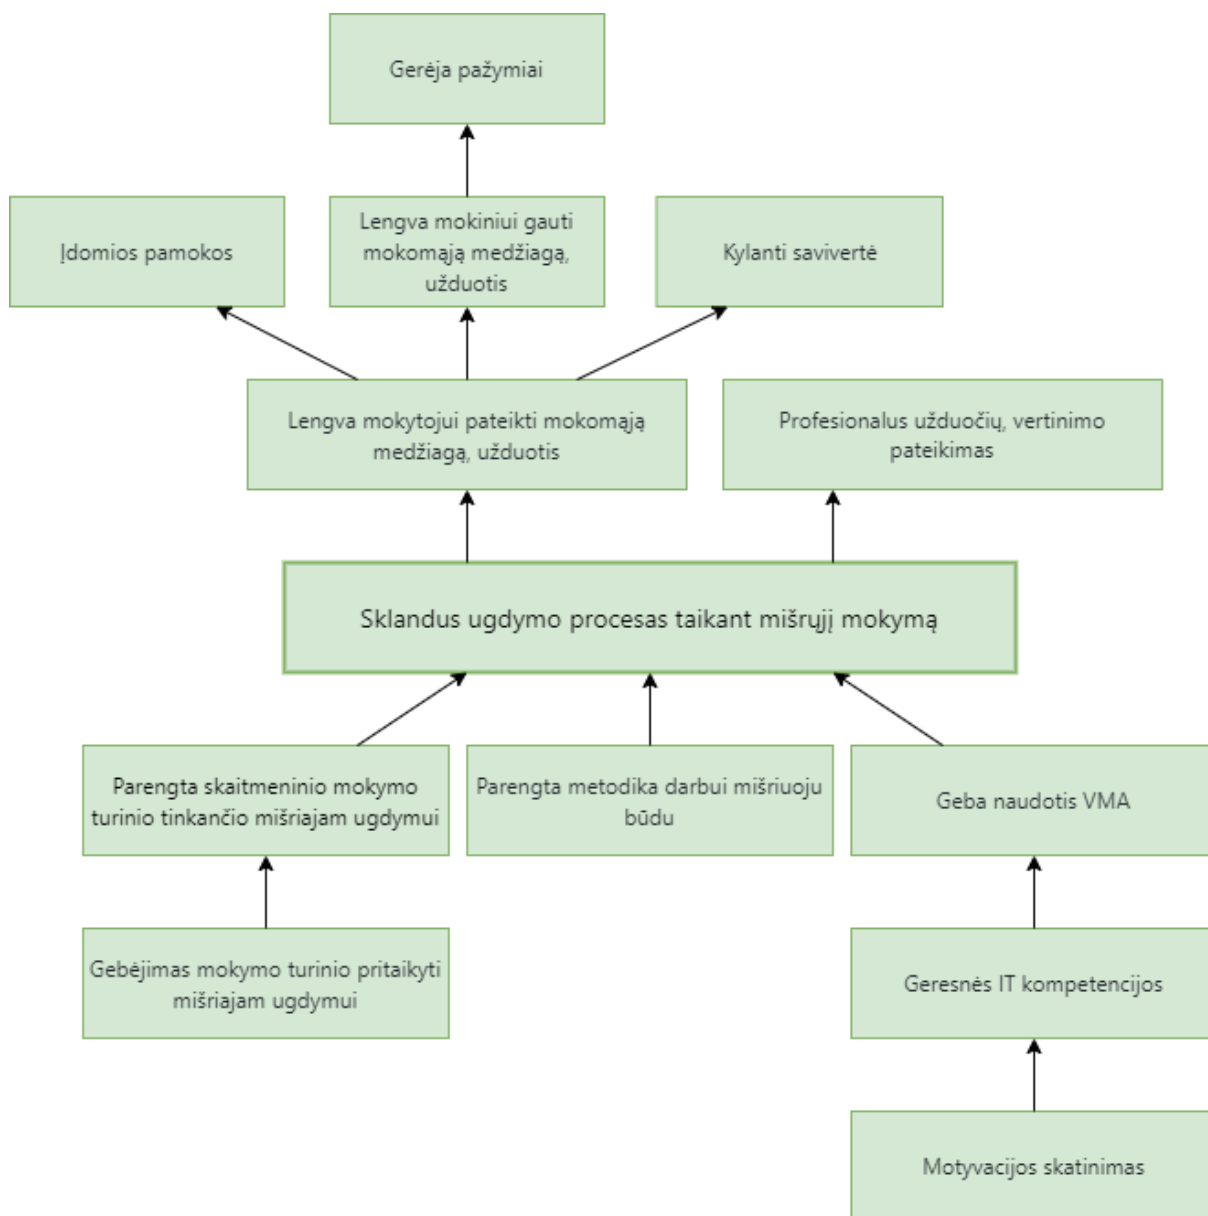 Gerėja pažymiai
Įdomios pamokos
Lengva mokiniui gauti
mokomąją medžiagą,
užduotis
Kylanti savivertė
Lengva mokytojui pateikti mokomąją
medžiagą, užduotis
Profesionalus užduočių, vertinimo
pateikimas
Sklandus ugdymo procesas taikant mišrųjį mokymą
Parengta skaitmeninio mokymo
turinio tinkančio mišriajam ugdymui
Parengta metodika darbui mišriuoju
būdu
Geba naudotis VMA
Gebėjimas mokymo turinio pritaikyti
mišriajam ugdymui
Geresnės IT kompetencijos
Motyvacijos skatinimas